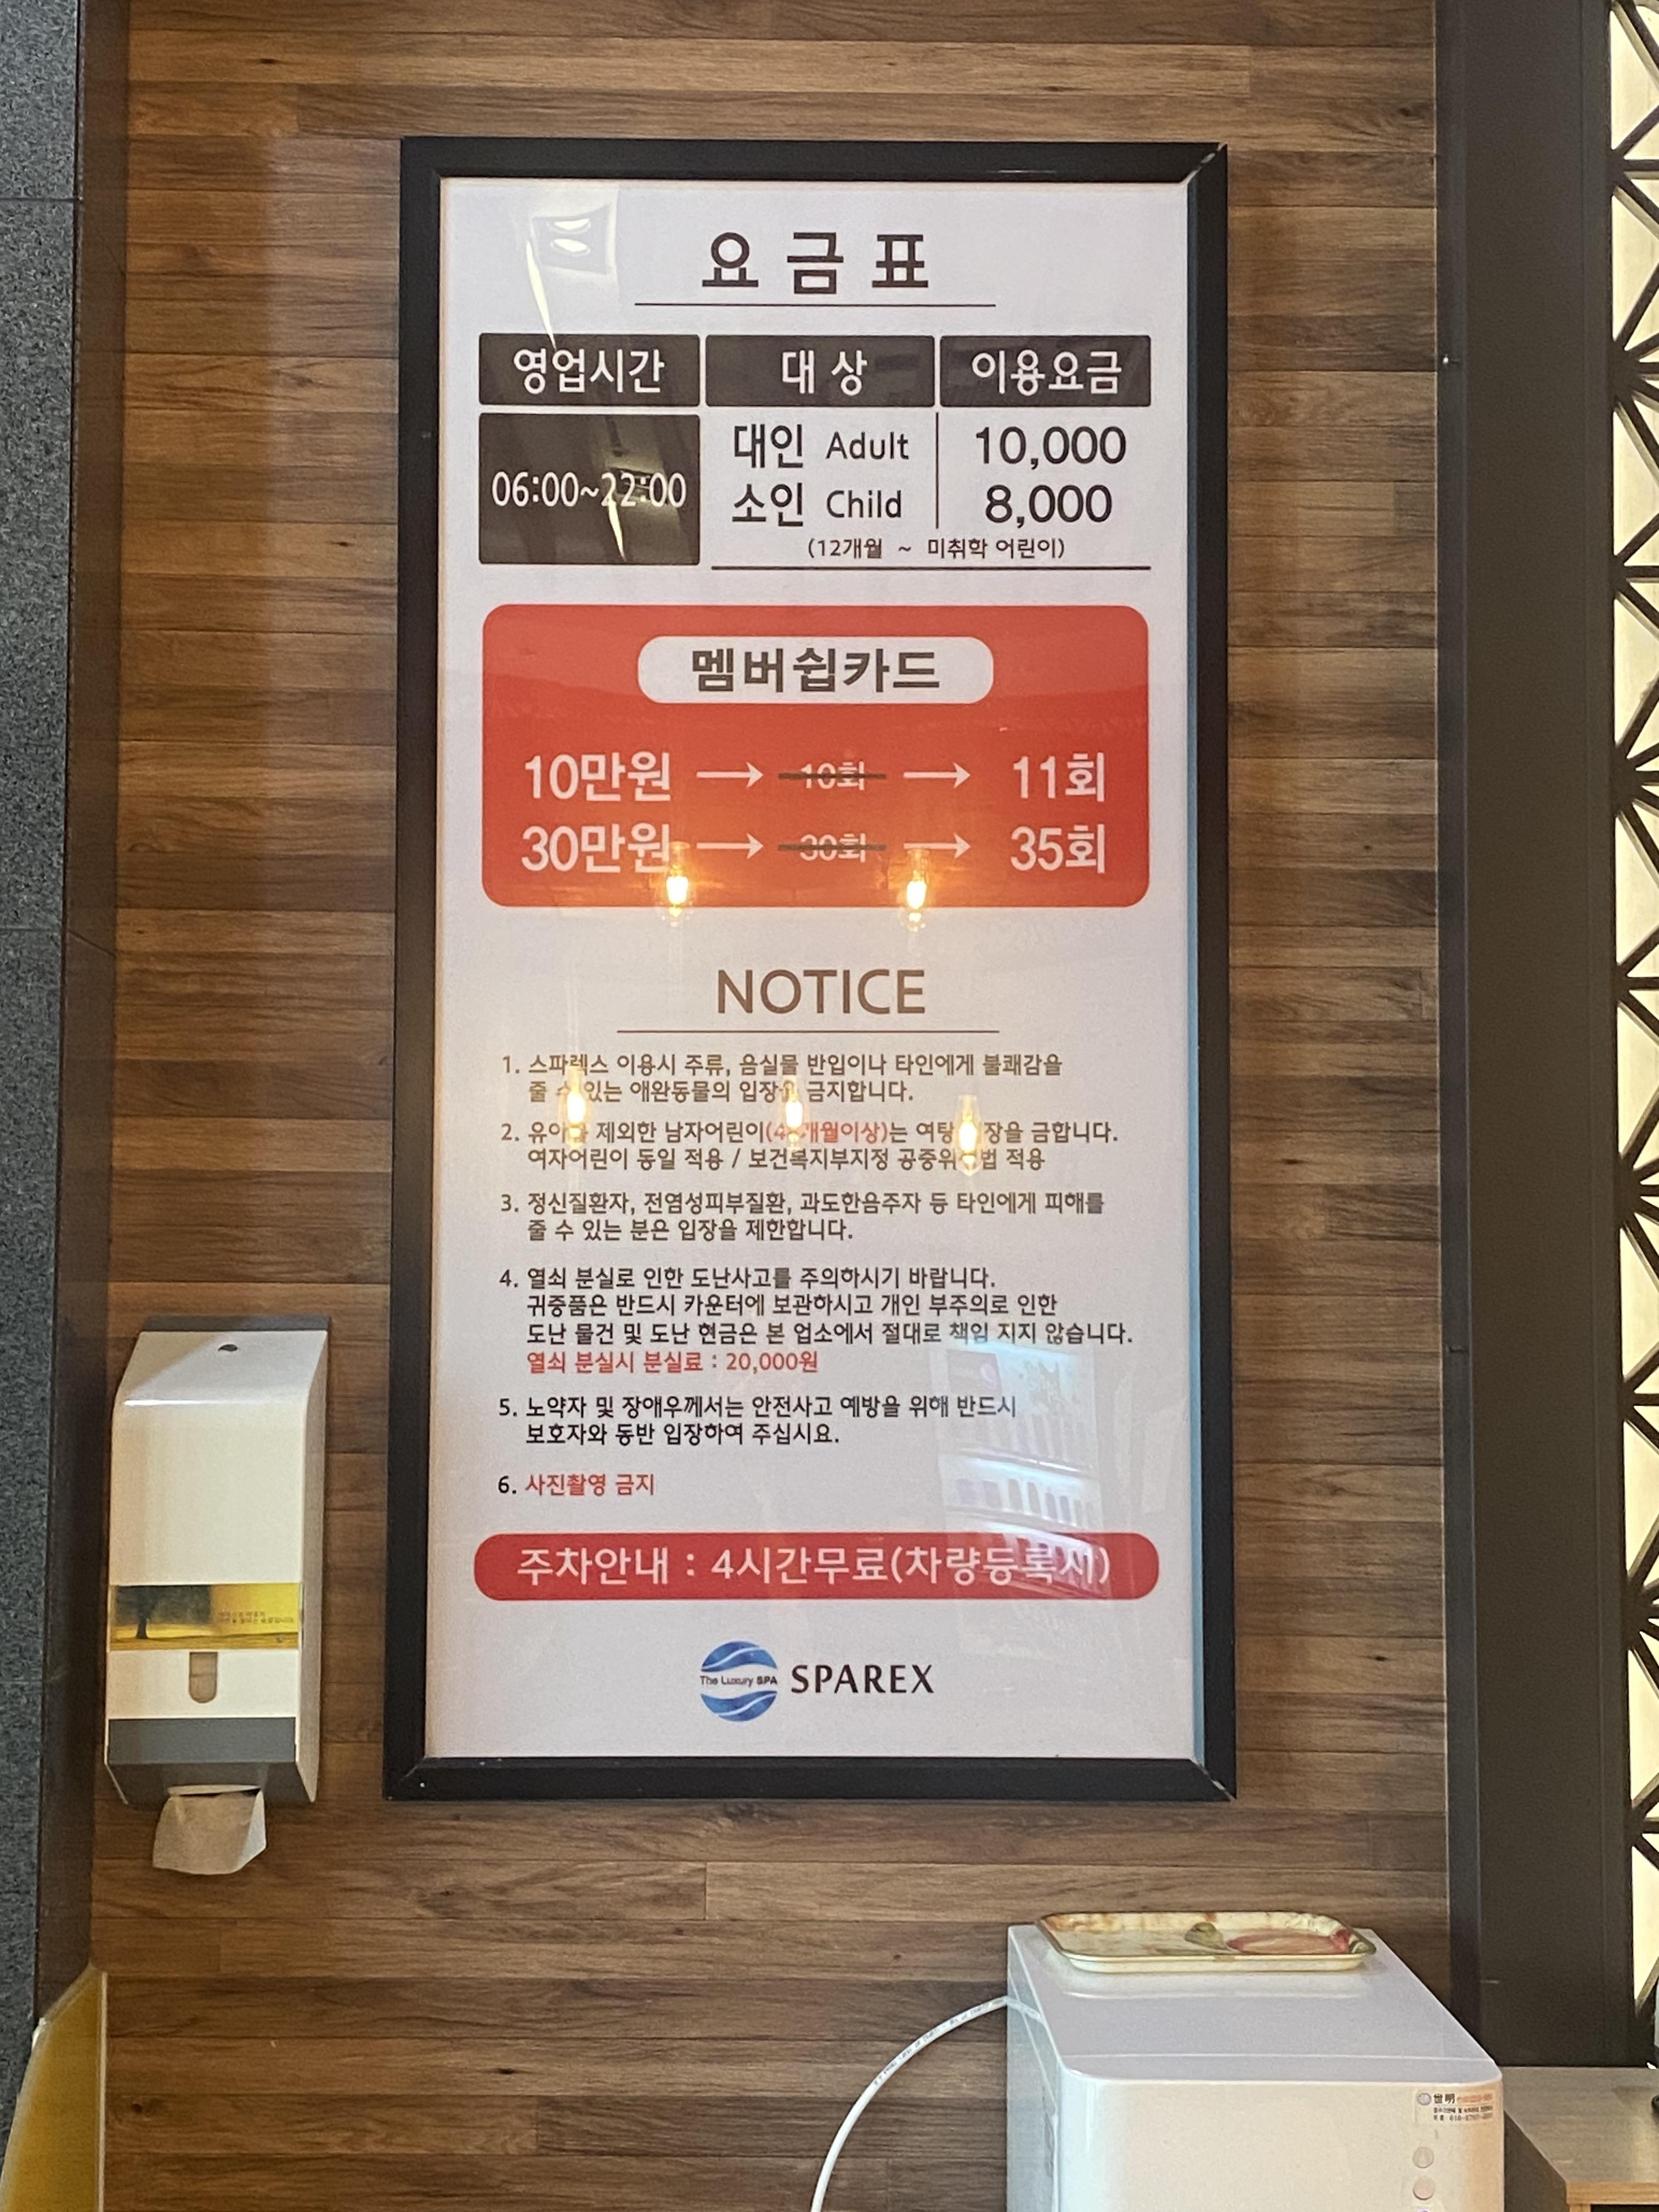 요금표
영업시간 대상 이용요금
06:00~22:00
대인 Adult 10,000
소인 Child 8,000
(12개월 ~ 미취학 어린이)
멤버쉽카드
10만원 → 10회 → 11회
30만원 → 30회 → 35회
NOTICE
1. 스파렉스 이용시 주류, 음실물 반입이나 타인에게 불쾌감을
줄 수 있는 애완동물의 입장을 금지합니다.
2. 유아를 제외한 남자어린이(4 개월이상)는 여탕 입장을 금합니다.
여자어린이 동일 적용 / 보건복지부지정 공중위생법 적용
3. 정신질환자, 전염성피부질환, 과도한음주자 등 타인에게 피해를
줄 수 있는 분은 입장을 제한합니다.
4. 열쇠 분실로 인한 도난사고를 주의하시기 바랍니다.
귀중품은 반드시 카운터에 보관하시고 개인 부주의로 인한
도난 물건 및 도난 현금은 본 업소에서 절대로 책임 지지 않습니다.
열쇠 분실시 분실료 : 20,000원
5. 노약자 및 장애우께서는 안전사고 예방을 위해 반드시
보호자와 동반 입장하여 주십시요.
6. 사진촬영 금지
주차안내 : 4시간무료(차량등록시)
The Luxury SPA SPAREX
世明